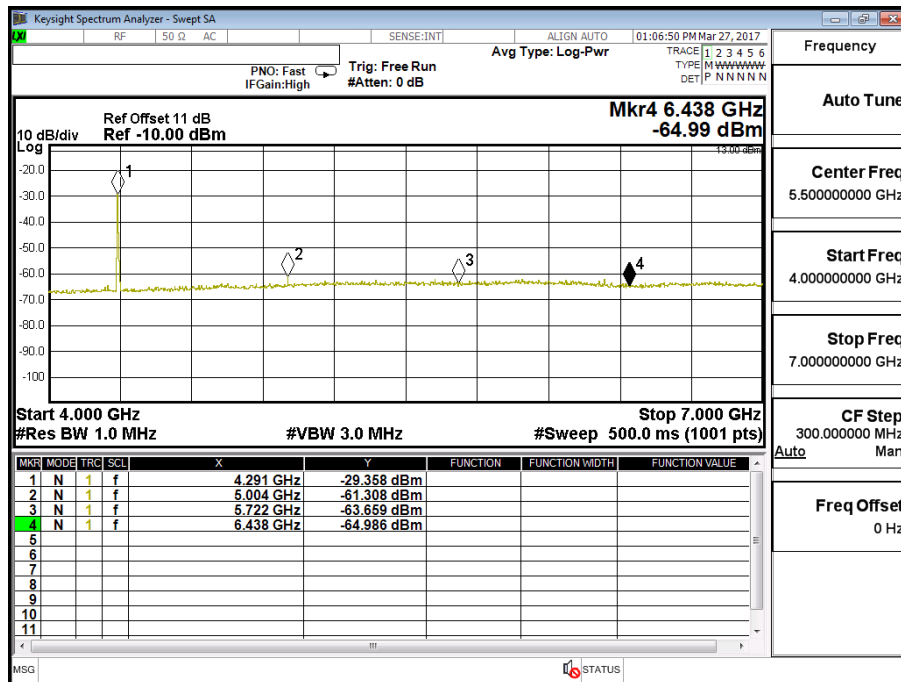 Keysight Spectrum Analyzer - Swept SA
LXI RF 50 Ω AC SENSE:INT ALIGN AUTO 01:06:50 PM Mar 27, 2017
Avg Type: Log-Pwr TRACE 1 2 3 4 5 6
PNO: Fast Trig: Free Run TYPE M W W W W W
IFGain:High #Atten: 0 dB DET P N N N N N
Mkr4 6.438 GHz
-64.99 dBm
Ref Offset 11 dB
10 dB/div Ref -10.00 dBm
Log
13.00 dBm
-20.0
-30.0
-40.0
-50.0
-60.0
-70.0
-80.0
-90.0
-100
1
2
3
4
Start 4.000 GHz Stop 7.000 GHz
#Res BW 1.0 MHz #VBW 3.0 MHz #Sweep 500.0 ms (1001 pts)
MKR MODE TRC SCL X Y FUNCTION FUNCTION WIDTH FUNCTION VALUE
1 N 1 f 4.291 GHz -29.358 dBm
2 N 1 f 5.004 GHz -61.308 dBm
3 N 1 f 5.722 GHz -63.659 dBm
4 N 1 f 6.438 GHz -64.986 dBm
5
6
7
8
9
10
11
MSG STATUS
Frequency
Auto Tune
Center Freq
5.500000000 GHz
Start Freq
4.000000000 GHz
Stop Freq
7.000000000 GHz
CF Step
300.000000 MHz
Auto Man
Freq Offset
0 Hz